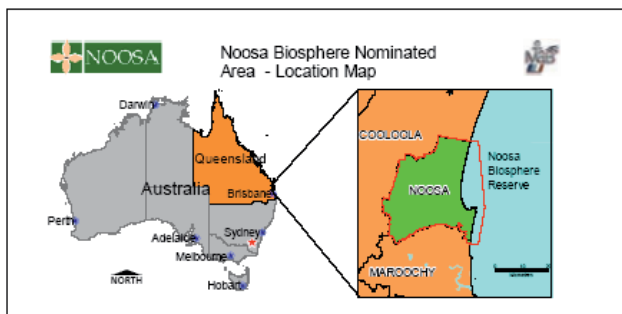 NOOSA
Noosa Biosphere Nominated
Area - Location Map
MaB
Darwin
Queensland
Australia
Brisbane
Perth
Sydney
Adelaide
Melbourne
Hobart
NORTH
COOLOOLA
NOOSA
Noosa
Biosphere
Reserve
MAROOCHY